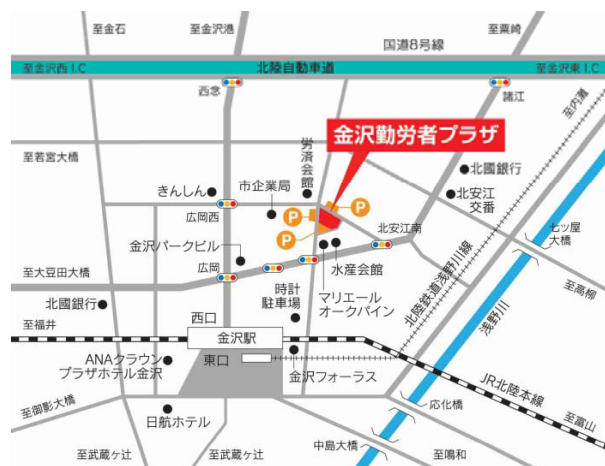 至金石
至金沢港
国道8号線
至粟崎
至金沢西 I.C
北陸自動車道
至金沢東 I.C
西念
諸江
至内灘
至若宮大橋
労済会館
金沢勤労者プラザ
北國銀行
きんしん
市企業局
北安江
交番
広岡西
P
P
P
北安江南
七ツ屋
大橋
金沢パークビル
広岡
水産会館
至大豆田大橋
時計
駐車場
マリエール
オークパイン
北陸鉄道浅野川線
浅野川
至高柳
北國銀行
西口
至福井
金沢駅
ANAクラウン
プラザホテル金沢
東口
金沢フォーラス
JR北陸本線
至御影大橋
日航ホテル
応化橋
至富山
中島大橋
至武蔵ヶ辻
至武蔵ヶ辻
至鳴和